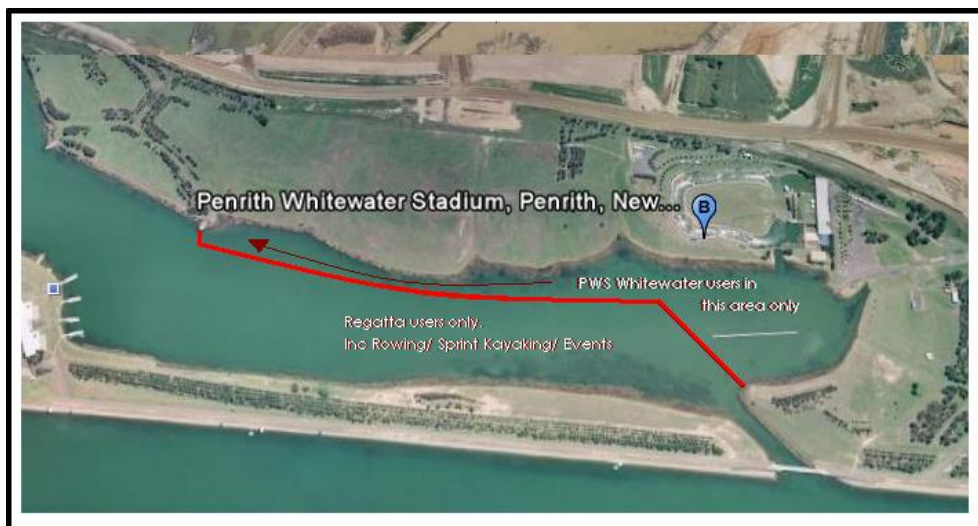 Penrith Whitewater Stadium, Penrith, New...
B
PWS Whitewater users in
this area only
Regatta users only.
Inc Rowing/ Sprint Kayaking/ Events